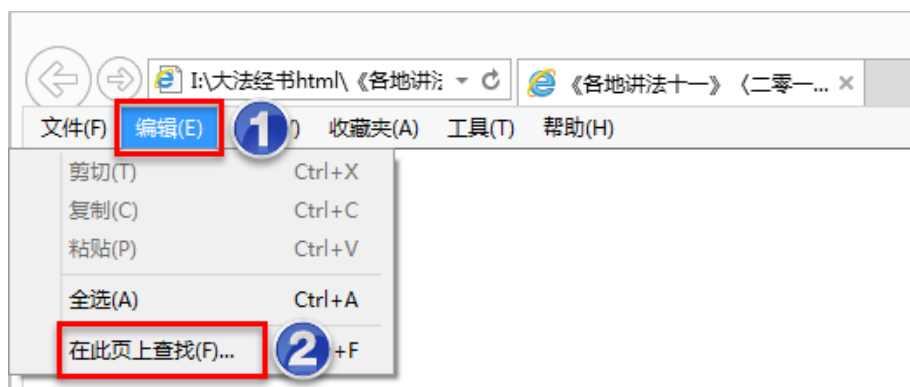 I:\大法经书html\《各地讲法
《各地讲法十一》〈二零一...
文件(F) 编辑(E) 1 ) 收藏夹(A) 工具(T) 帮助(H)
剪切(T) Ctrl+X
复制(C) Ctrl+C
粘贴(P) Ctrl+V
全选(A) Ctrl+A
在此页上查找(F)... 2 +F